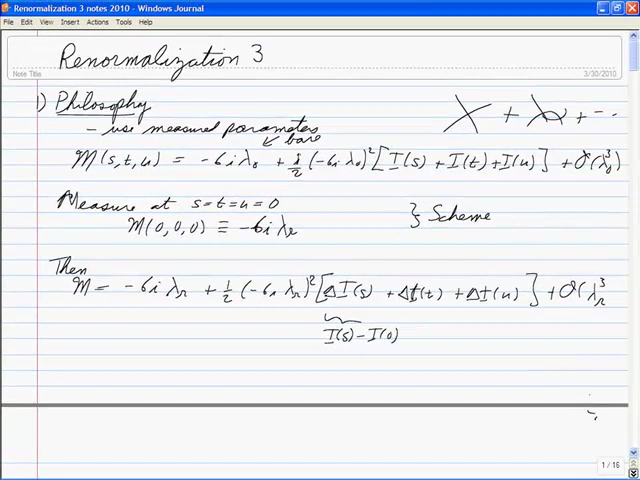 Renormalization 3 notes 2010 - Windows Journal
File Edit View Insert Actions Tools Help
Renormalization 3
Note Title
3/30/2010
1) Philosophy
- use measured parameters
↙ bare
X + + - - -
M(s,t,u) = -6iλ₀ + 1/2 (-6iλ₀)² [I(s) + I(t) + I(u)] + O(λ₀³)
Measure at s=t=u=0
M(0,0,0) ≡ -6iλr
} Scheme
Then
M = -6iλr + 1/2 (-6iλr)² [ΔI(s) + ΔI(t) + ΔI(u)] + O(λr³
I(s) - I(0)
1 / 16